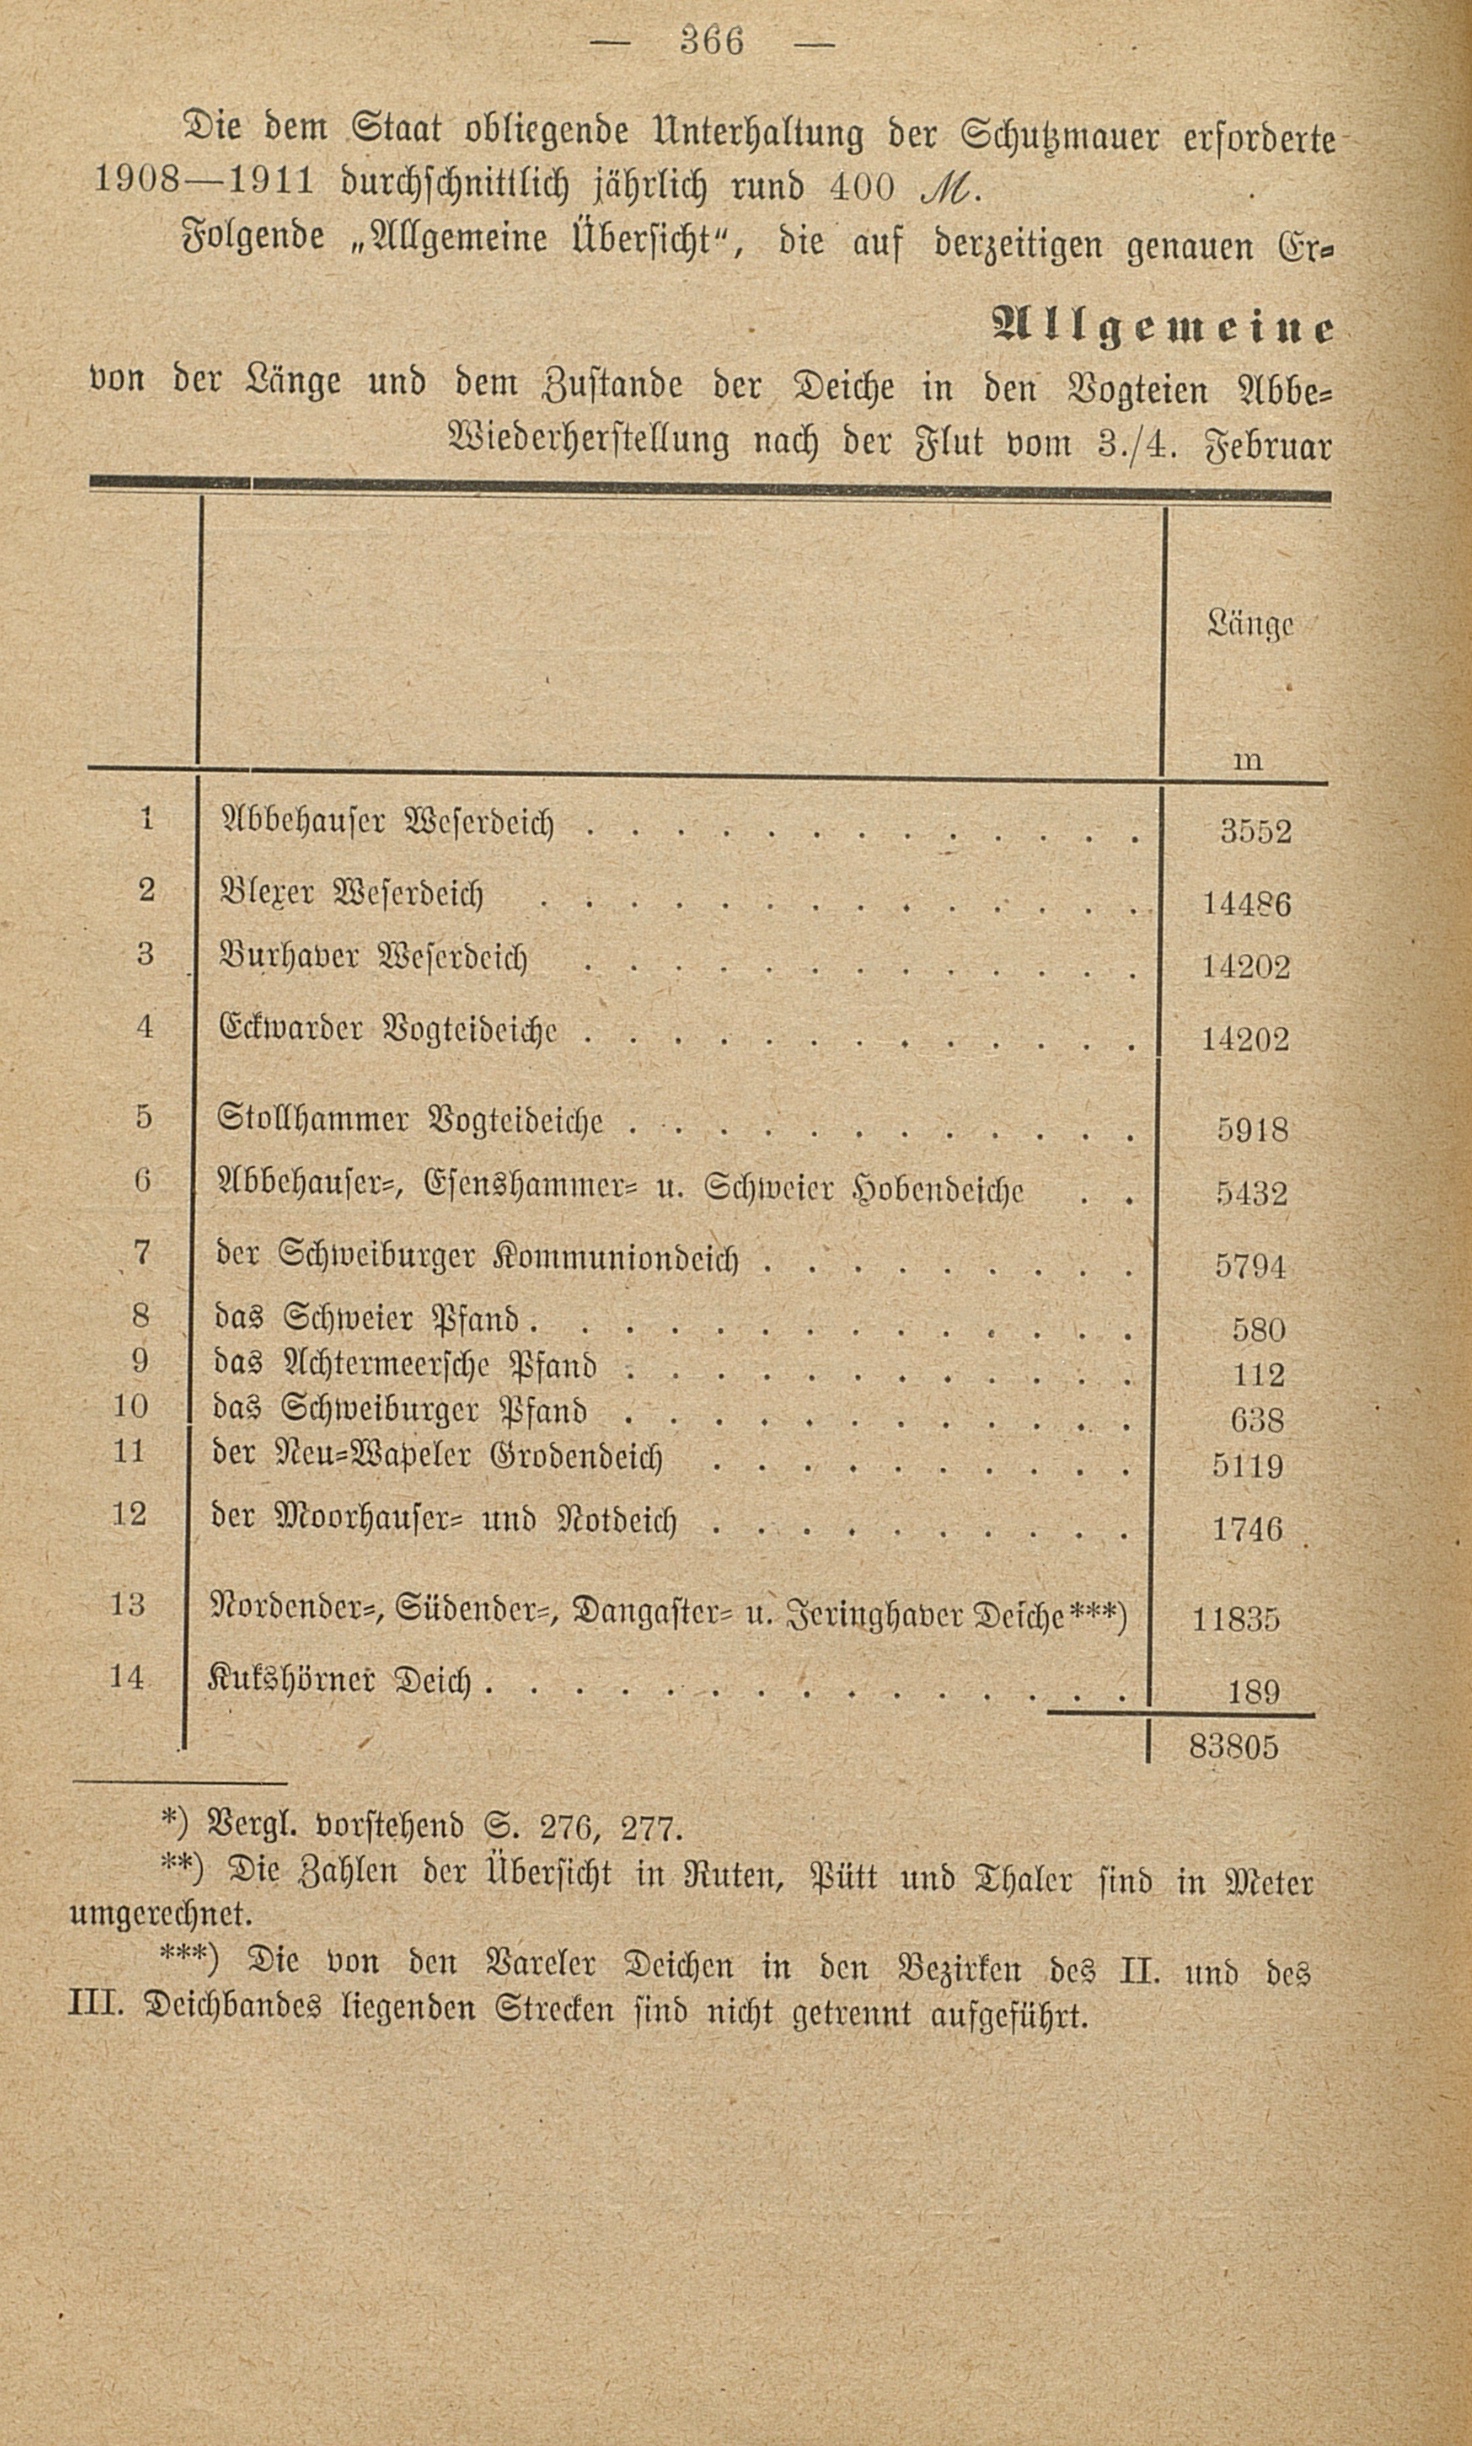 — 366 —
Die dem Staat obliegende Unterhaltung der Schutzmauer erforderte
1908—1911 durchschnittlich jährlich rund 400 ℳ.
Folgende „Allgemeine Übersicht“, die auf derzeitigen genauen Er-
Allgemeine
von der Länge und dem Zustande der Deiche in den Vogteien Abbe-
Wiederherstellung nach der Flut vom 3./4. Februar
Länge
m
1 Abbehauser Weserdeich . . . . . . . . . . . . . 3552
2 Blexer Weserdeich . . . . . . . . . . . . . . 14486
3 Burhaver Weserdeich . . . . . . . . . . . . . 14202
4 Eckwarder Vogteideiche . . . . . . . . . . . . . 14202
5 Stollhammer Vogteideiche . . . . . . . . . . . . 5918
6 Abbehauser-, Esenshammer- u. Schweier Hobendeiche . . 5432
7 der Schweiburger Kommuniondeich . . . . . . . . . 5794
8 das Schweier Pfand . . . . . . . . . . . . . . 580
9 das Achtermeersche Pfand . . . . . . . . . . . . 112
10 das Schweiburger Pfand . . . . . . . . . . . . 638
11 der Neu-Wapeler Grodendeich . . . . . . . . . . 5119
12 der Moorhauser- und Notdeich . . . . . . . . . . 1746
13 Nordender-, Südender-, Dangaster- u. Jeringhaver Deiche***) 11835
14 Kukshörner Deich . . . . . . . . . . . . . . . 189
83805
*) Vergl. vorstehend S. 276, 277.
**) Die Zahlen der Übersicht in Ruten, Pütt und Thaler sind in Meter
umgerechnet.
***) Die von den Vareler Deichen in den Bezirken des II. und des
III. Deichbandes liegenden Strecken sind nicht getrennt aufgeführt.